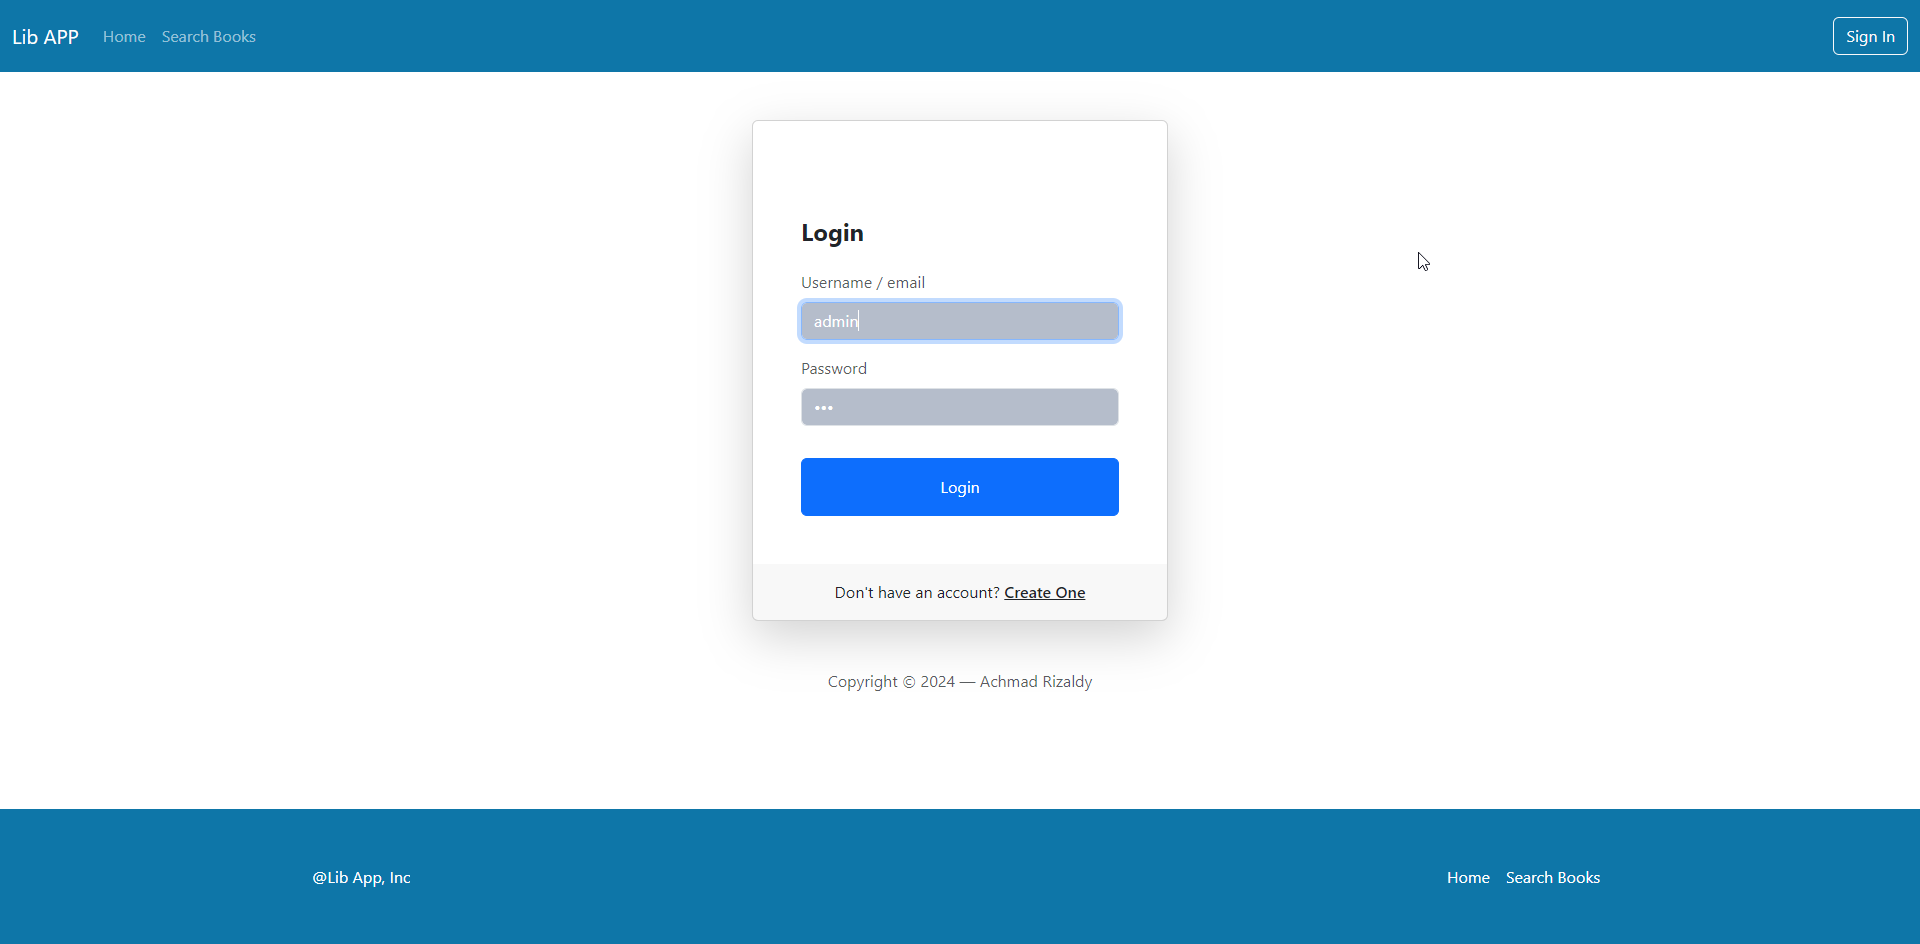 Lib APP Home Search Books Sign In
Login
Username / email
admin
Password
•••
Login
Don't have an account? Create One
Copyright © 2024 — Achmad Rizaldy
@Lib App, Inc Home Search Books